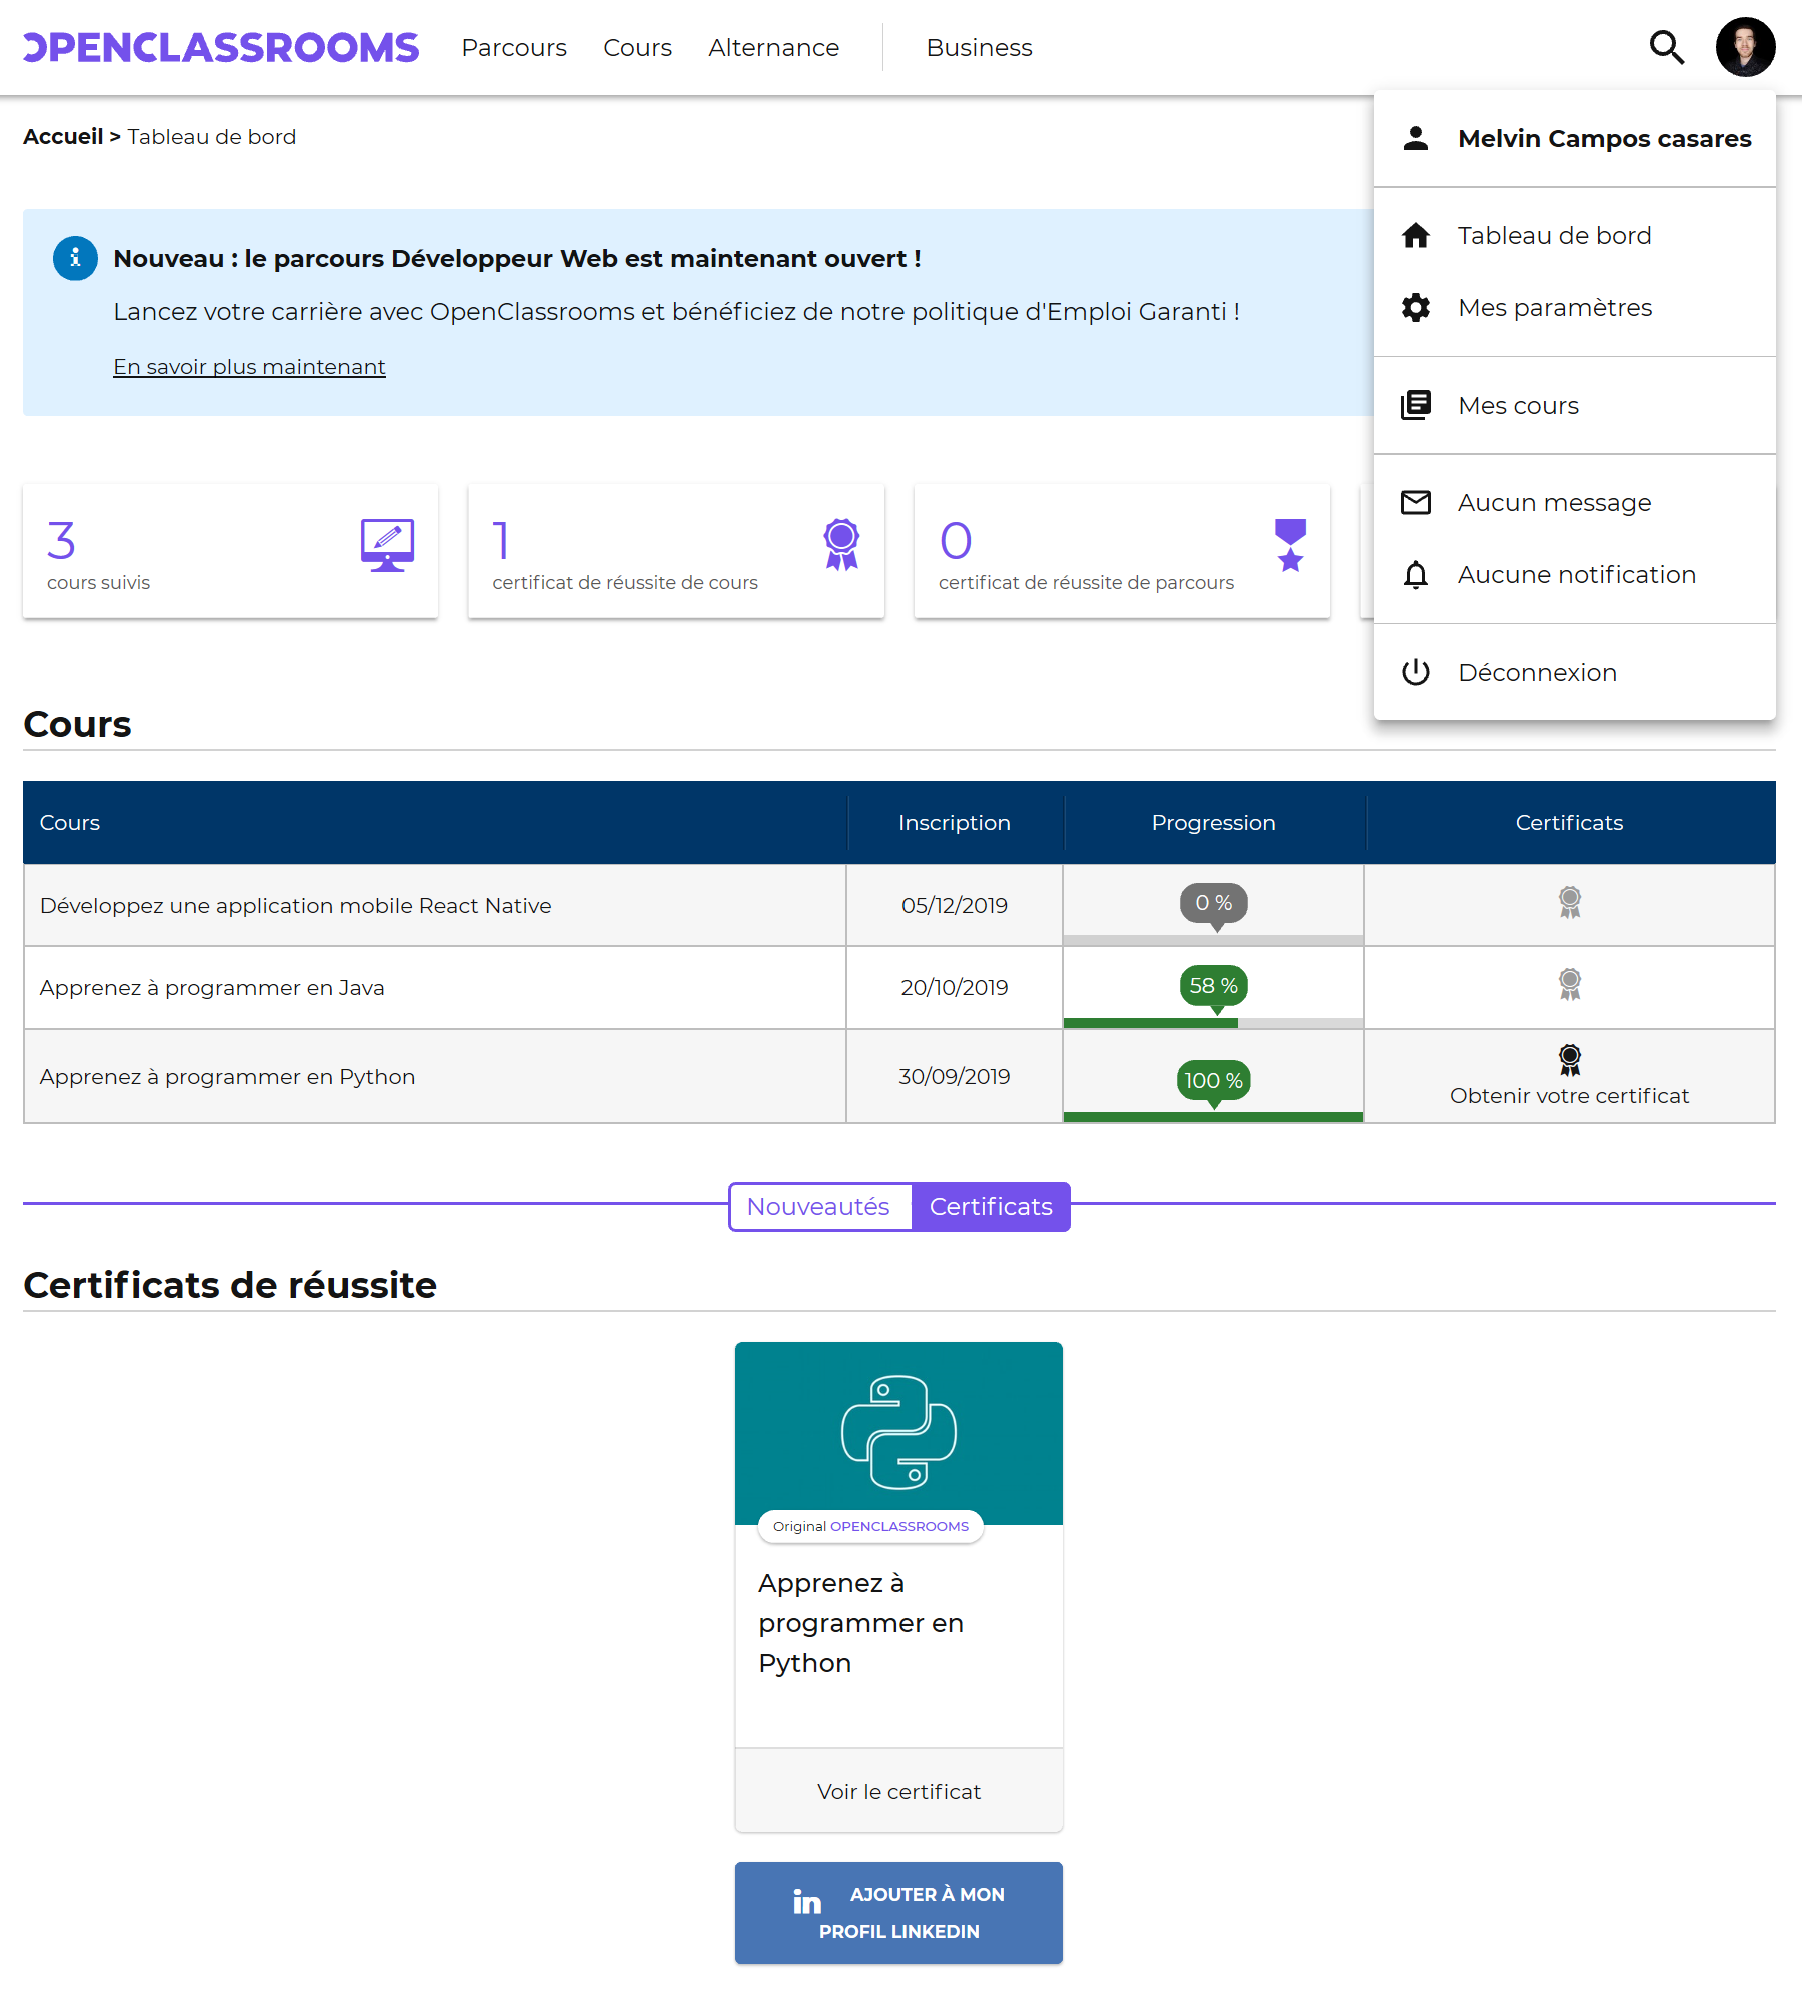 OPENCLASSROOMS Parcours Cours Alternance Business
Accueil > Tableau de bord
Melvin Campos casares
Tableau de bord
Mes paramètres
Mes cours
Aucun message
Aucune notification
Déconnexion
Nouveau : le parcours Développeur Web est maintenant ouvert !
Lancez votre carrière avec OpenClassrooms et bénéficiez de notre politique d'Emploi Garanti !
En savoir plus maintenant
3
cours suivis
1
certificat de réussite de cours
0
certificat de réussite de parcours
Cours
Cours Inscription Progression Certificats
Développez une application mobile React Native 05/12/2019 0 %
Apprenez à programmer en Java 20/10/2019 58 %
Apprenez à programmer en Python 30/09/2019 100 %
Obtenir votre certificat
Nouveautés Certificats
Certificats de réussite
Original OPENCLASSROOMS
Apprenez à
programmer en
Python
Voir le certificat
in AJOUTER À MON
PROFIL LINKEDIN